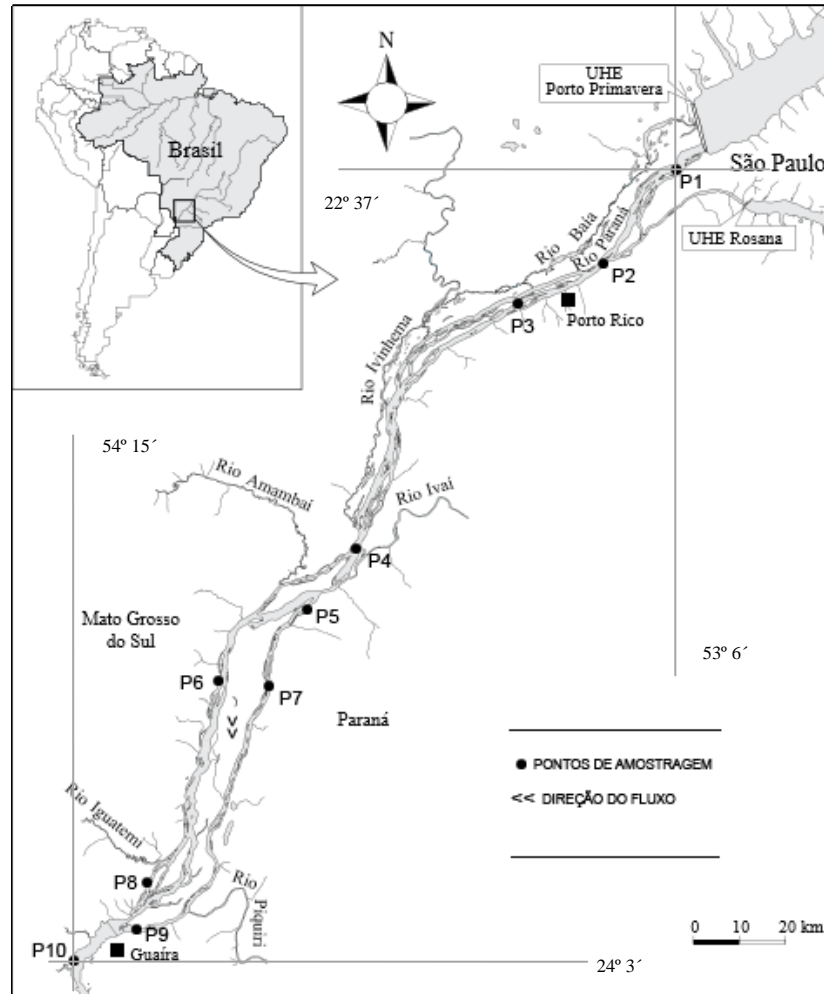 N
UHE
Porto Primavera
Brasil
São Paulo
P1
22º 37´
Rio Baia
Rio Paraná
UHE Rosana
P2
P3
Porto Rico
Rio Ivinhema
54º 15´
Rio Amambaí
Rio Ivaí
P4
Mato Grosso
do Sul
P5
53º 6´
P6
P7
Paraná
PONTOS DE AMOSTRAGEM
<< DIREÇÃO DO FLUXO
Rio Iguatemi
P8
Rio
Piquiri
P9
P10
Guaíra
0 10 20 km
24º 3´